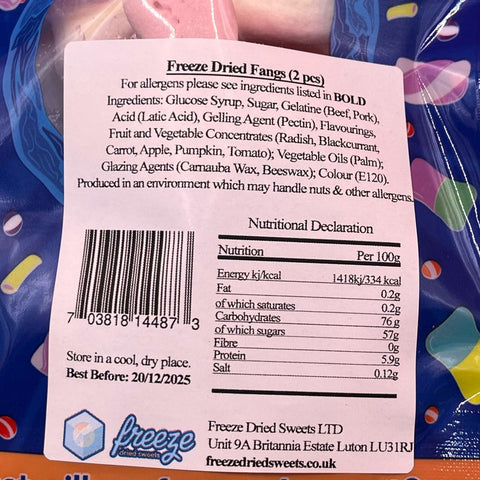 Freeze Dried Fangs (2 pcs)
For allergens please see ingredients listed in BOLD
Ingredients: Glucose Syrup, Sugar, Gelatine (Beef, Pork),
Acid (Latic Acid), Gelling Agent (Pectin), Flavourings,
Fruit and Vegetable Concentrates (Radish, Blackcurrant,
Carrot, Apple, Pumpkin, Tomato); Vegetable Oils (Palm);
Glazing Agents (Carnauba Wax, Beeswax); Colour (E120).
Produced in an environment which may handle nuts & other allergens.
Nutritional Declaration
Nutrition Per 100g
Energy kj/kcal 1418kj/334 kcal
Fat 0.2g
of which saturates 0.2g
Carbohydrates 76 g
of which sugars 57g
Fibre 0g
Protein 5.9g
Salt 0.12g
7 03818 14487 3
Store in a cool, dry place.
Best Before: 20/12/2025
freeze
dried sweets
Freeze Dried Sweets LTD
Unit 9A Britannia Estate Luton LU31RJ
freezedriedsweets.co.uk